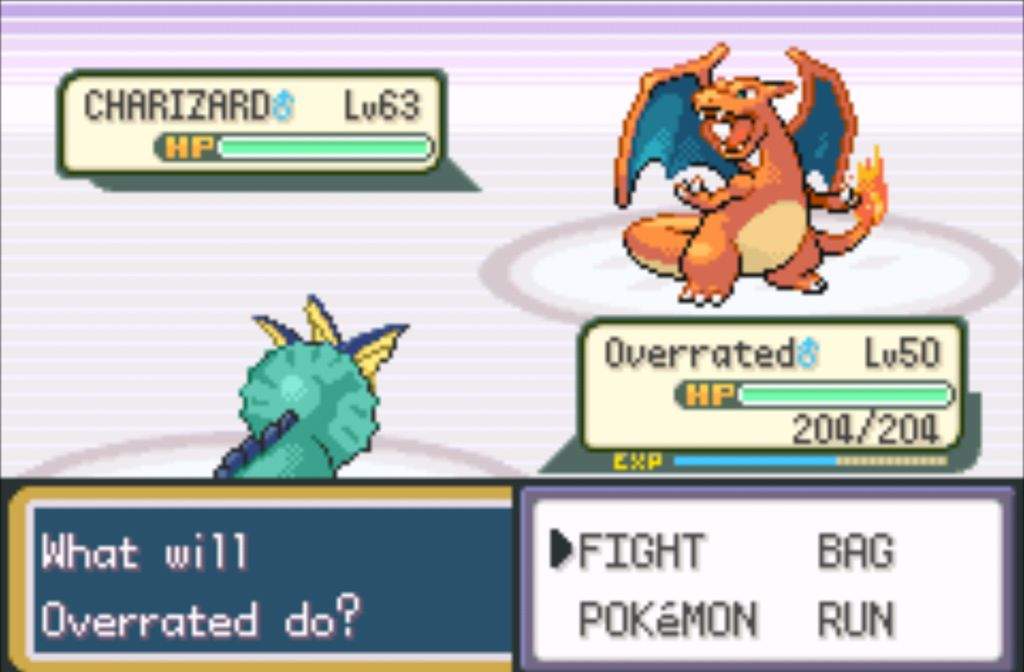 CHARIZARD♂ Lv63
HP
Overrated♂ Lv50
HP
204/204
EXP
What will
Overrated do?
▶FIGHT BAG
POKéMON RUN